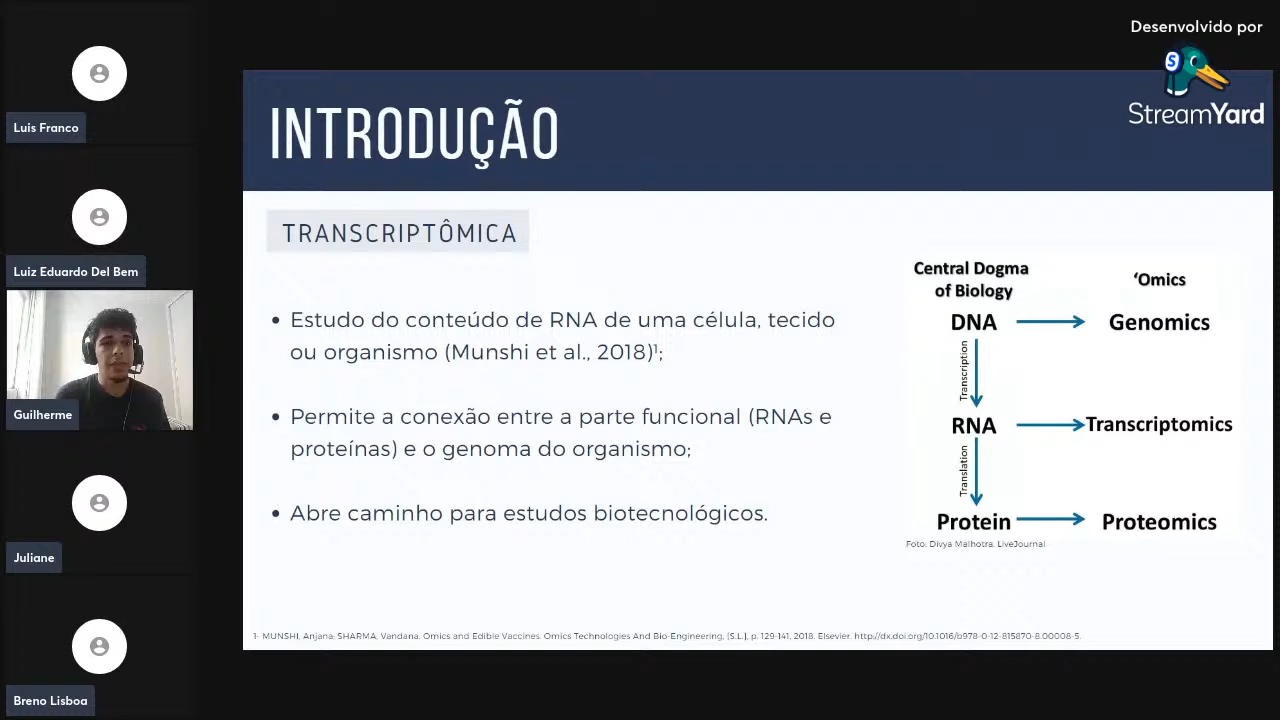 Desenvolvido por
StreamYard
Luis Franco
Luiz Eduardo Del Bem
Guilherme
Juliane
Breno Lisboa
INTRODUÇÃO
TRANSCRIPTÔMICA
• Estudo do conteúdo de RNA de uma célula, tecido
ou organismo (Munshi et al., 2018)¹;
• Permite a conexão entre a parte funcional (RNAs e
proteínas) e o genoma do organismo;
• Abre caminho para estudos biotecnológicos.
Central Dogma
of Biology
'Omics
DNA
Genomics
Transcription
RNA
Transcriptomics
Translation
Protein
Proteomics
Foto: Divya Malhotra. LiveJournal
1- MUNSHI, Anjana; SHARMA, Vandana. Omics and Edible Vaccines. Omics Technologies And Bio-Engineering, [S.L.], p. 129-141, 2018. Elsevier. http://dx.doi.org/10.1016/b978-0-12-815870-8.00008-5.